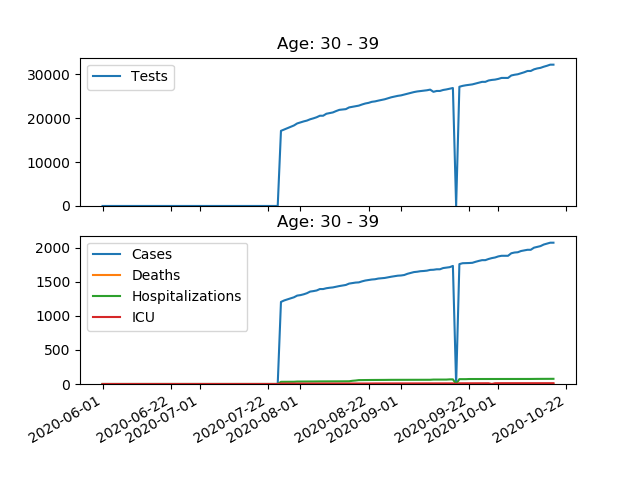 Age: 30 - 39
30000
20000
10000
0
Tests
Age: 30 - 39
2000
1500
1000
500
0
Cases
Deaths
Hospitalizations
ICU
2020-06-01
2020-06-22
2020-07-01
2020-07-22
2020-08-01
2020-08-22
2020-09-01
2020-09-22
2020-10-01
2020-10-22